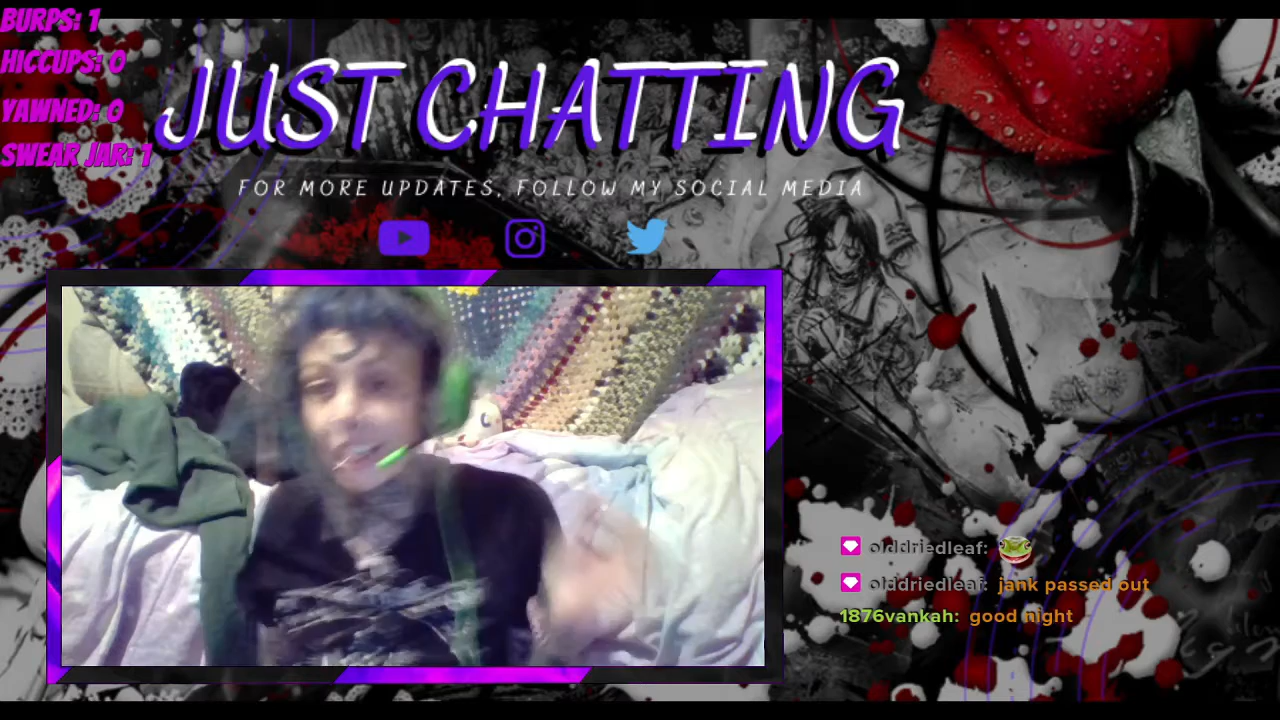 BURPS: 1
HICCUPS: 0
YAWNED: 0
SWEAR JAR: 1
JUST CHATTING
FOR MORE UPDATES, FOLLOW MY SOCIAL MEDIA
olddriedleaf:
olddriedleaf: jank passed out
1876vankah: good night